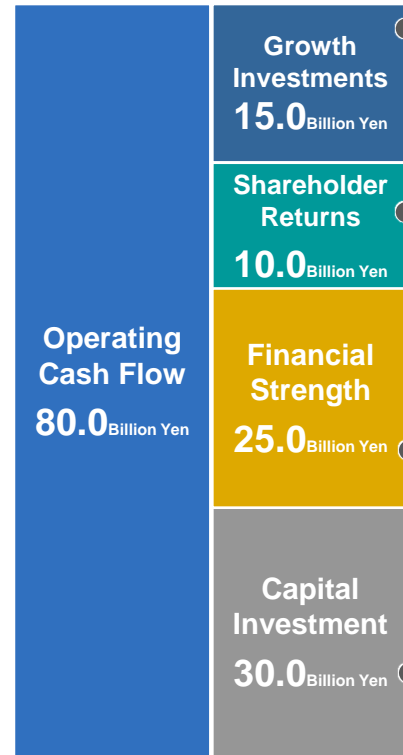 Operating
Cash Flow
80.0Billion Yen
Growth
Investments
15.0Billion Yen
Shareholder
Returns
10.0Billion Yen
Financial
Strength
25.0Billion Yen
Capital
Investment
30.0Billion Yen